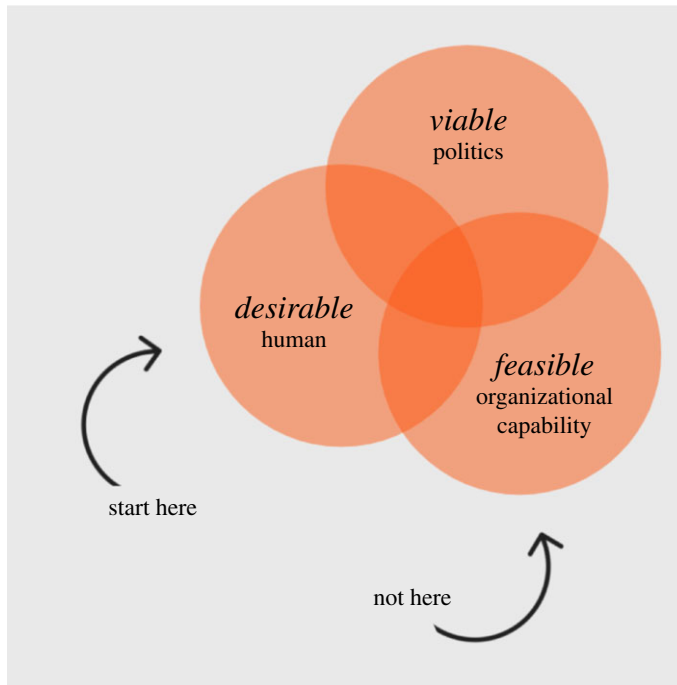 viable
politics
desirable
human
feasible
organizational
capability
start here
not here